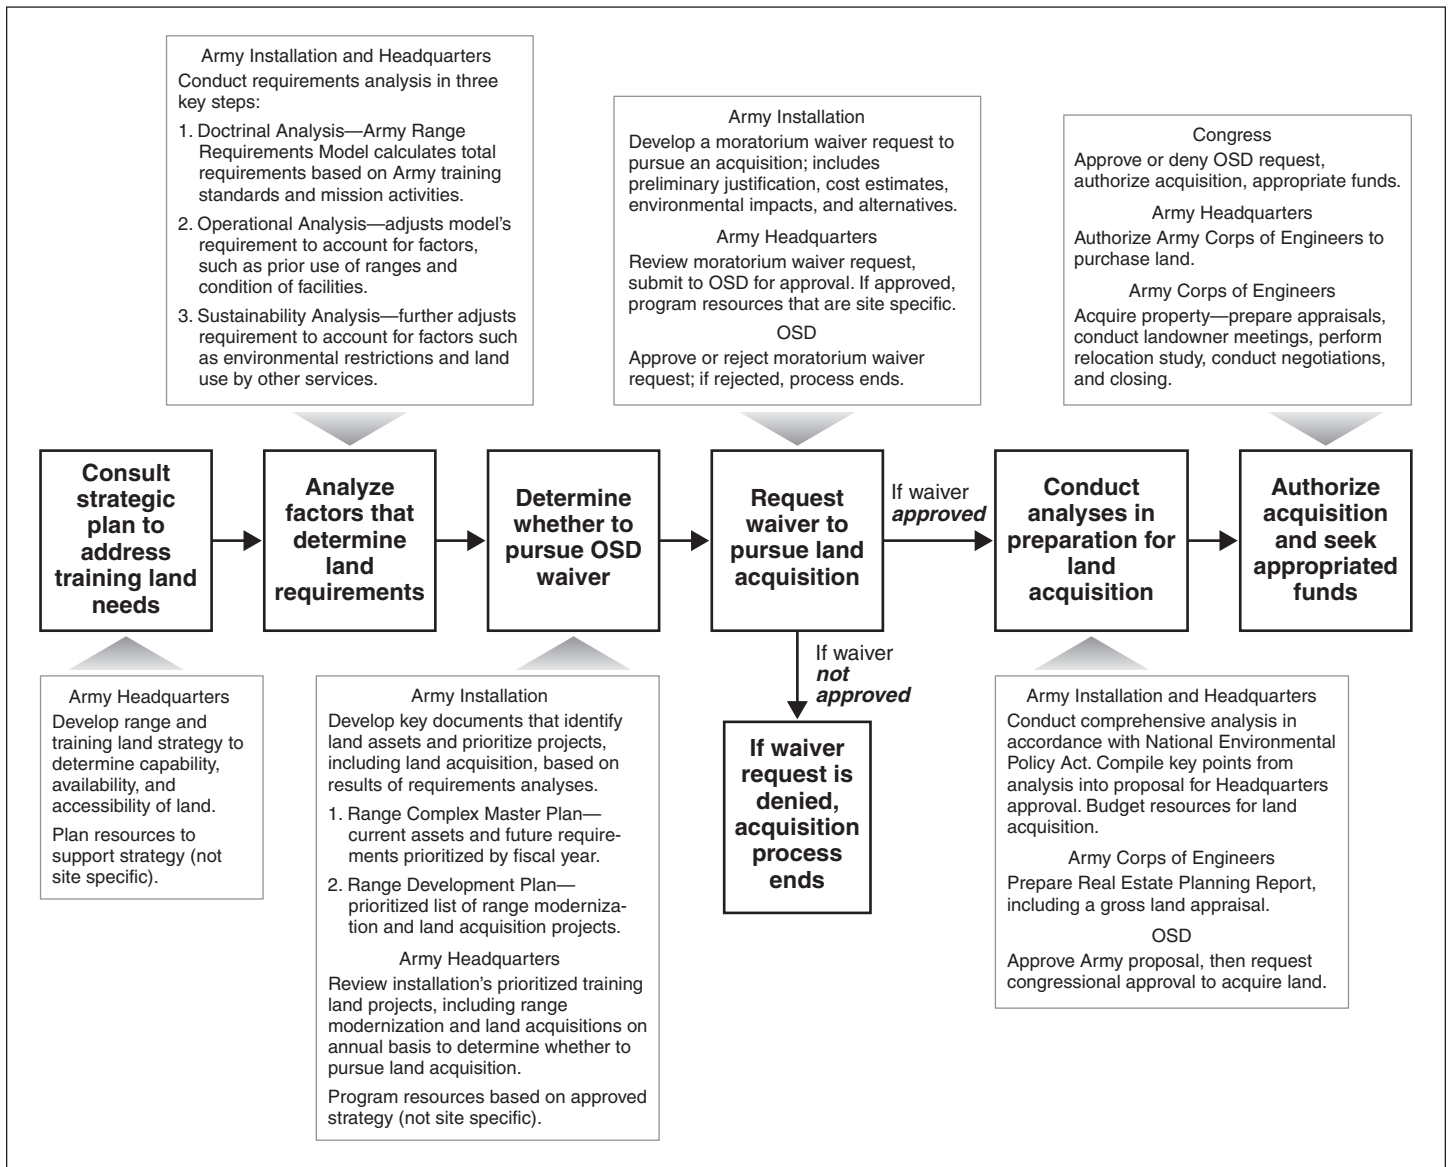 Army Installation and Headquarters
Conduct requirements analysis in three
key steps:
1. Doctrinal Analysis—Army Range
Requirements Model calculates total
requirements based on Army training
standards and mission activities.
2. Operational Analysis—adjusts model's
requirement to account for factors,
such as prior use of ranges and
condition of facilities.
3. Sustainability Analysis—further adjusts
requirement to account for factors such
as environmental restrictions and land
use by other services.
Army Installation
Develop a moratorium waiver request to
pursue an acquisition; includes
preliminary justification, cost estimates,
environmental impacts, and alternatives.
Army Headquarters
Review moratorium waiver request,
submit to OSD for approval. If approved,
program resources that are site specific.
OSD
Approve or reject moratorium waiver
request; if rejected, process ends.
Congress
Approve or deny OSD request,
authorize acquisition, appropriate funds.
Army Headquarters
Authorize Army Corps of Engineers to
purchase land.
Army Corps of Engineers
Acquire property—prepare appraisals,
conduct landowner meetings, perform
relocation study, conduct negotiations,
and closing.
Consult
strategic
plan to
address
training land
needs
Analyze
factors that
determine
land
requirements
Determine
whether to
pursue OSD
waiver
Request
waiver to
pursue land
acquisition
If waiver
approved
Conduct
analyses in
preparation for
land
acquisition
Authorize
acquisition
and seek
appropriated
funds
If waiver
not
approved
If waiver
request is
denied,
acquisition
process
ends
Army Headquarters
Develop range and
training land strategy to
determine capability,
availability, and
accessibility of land.
Plan resources to
support strategy (not
site specific).
Army Installation
Develop key documents that identify
land assets and prioritize projects,
including land acquisition, based on
results of requirements analyses.
1. Range Complex Master Plan—
current assets and future require-
ments prioritized by fiscal year.
2. Range Development Plan—
prioritized list of range moderniza-
tion and land acquisition projects.
Army Headquarters
Review installation's prioritized training
land projects, including range
modernization and land acquisitions on
annual basis to determine whether to
pursue land acquisition.
Program resources based on approved
strategy (not site specific).
Army Installation and Headquarters
Conduct comprehensive analysis in
accordance with National Environmental
Policy Act. Compile key points from
analysis into proposal for Headquarters
approval. Budget resources for land
acquisition.
Army Corps of Engineers
Prepare Real Estate Planning Report,
including a gross land appraisal.
OSD
Approve Army proposal, then request
congressional approval to acquire land.